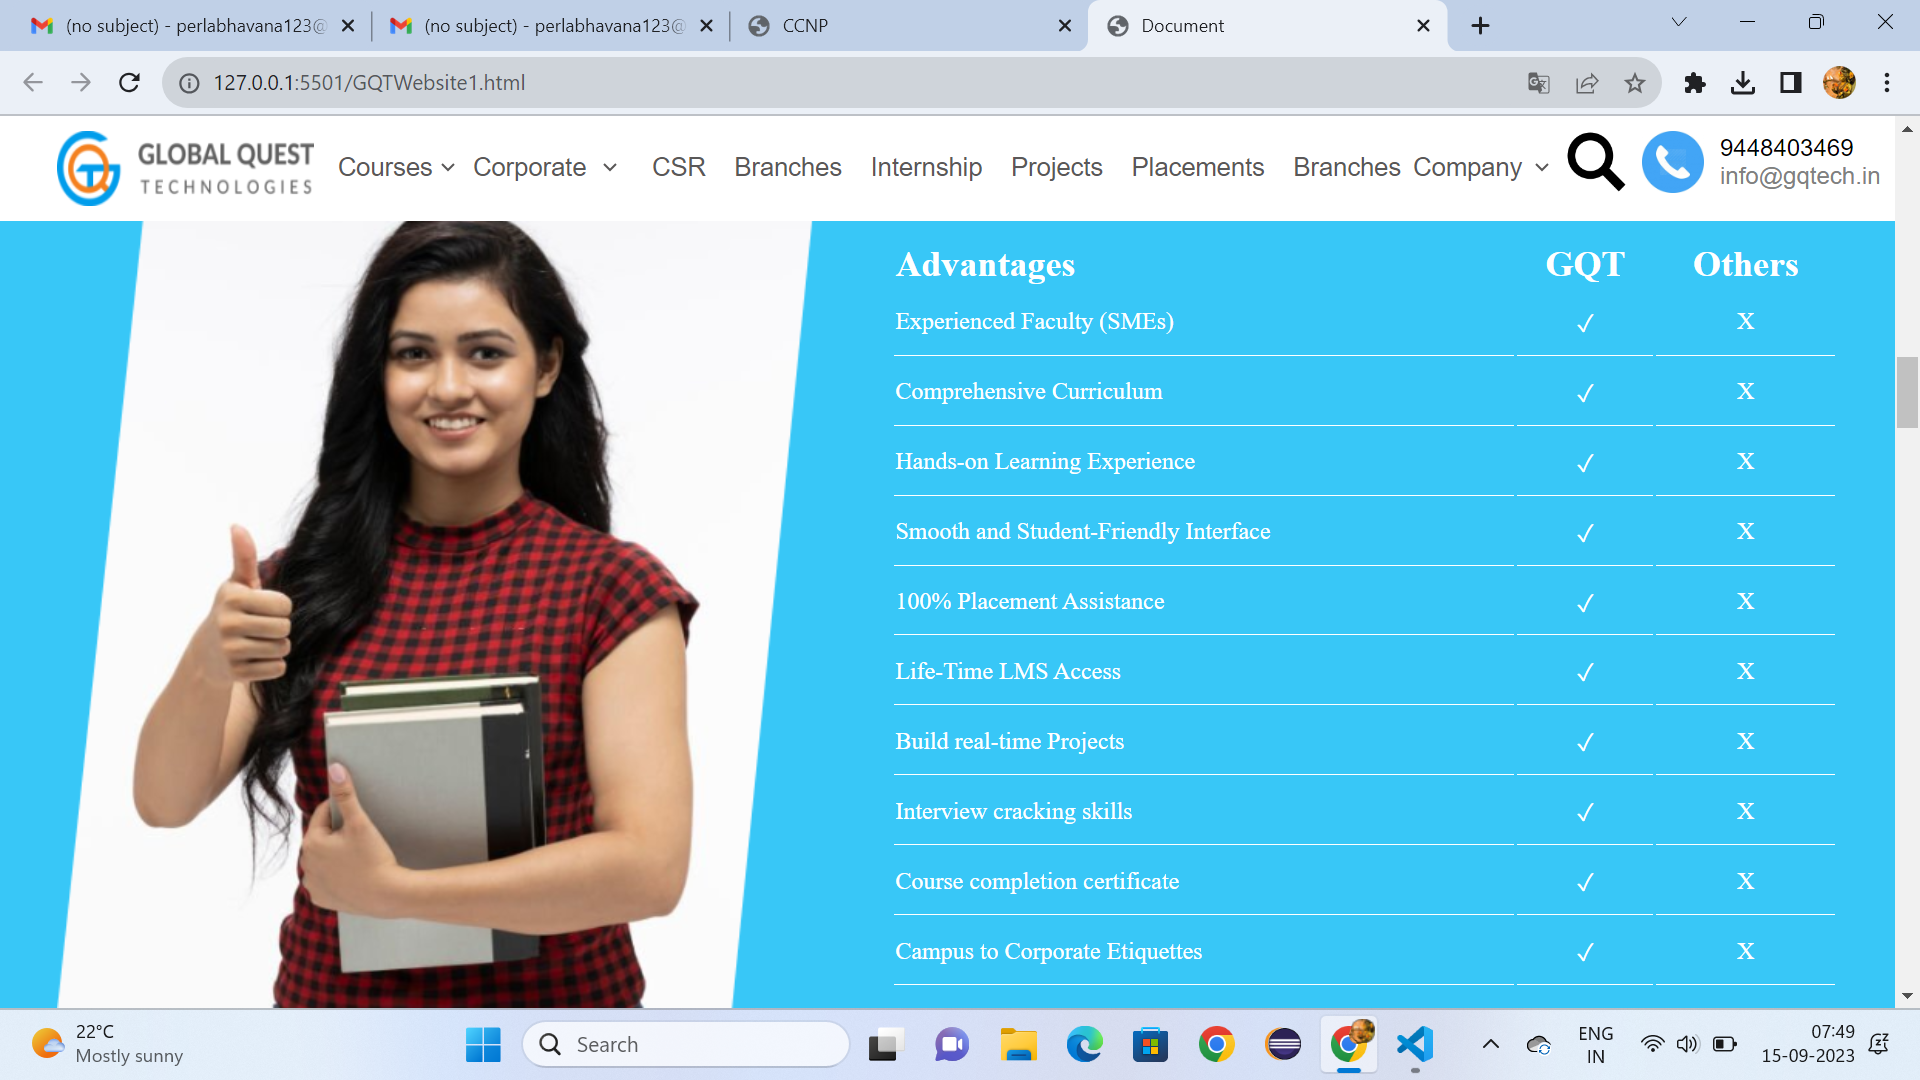 (no subject) - perlabhavana123@
(no subject) - perlabhavana123@
CCNP
Document
127.0.0.1:5501/GQTWebsite1.html
GLOBAL QUEST
TECHNOLOGIES
Courses
Corporate
CSR
Branches
Internship
Projects
Placements
Branches
Company
9448403469
info@gqtech.in
Advantages GQT Others
Experienced Faculty (SMEs) ✓ X
Comprehensive Curriculum ✓ X
Hands-on Learning Experience ✓ X
Smooth and Student-Friendly Interface ✓ X
100% Placement Assistance ✓ X
Life-Time LMS Access ✓ X
Build real-time Projects ✓ X
Interview cracking skills ✓ X
Course completion certificate ✓ X
Campus to Corporate Etiquettes ✓ X
22°C
Mostly sunny
Search
ENG
IN
07:49
15-09-2023